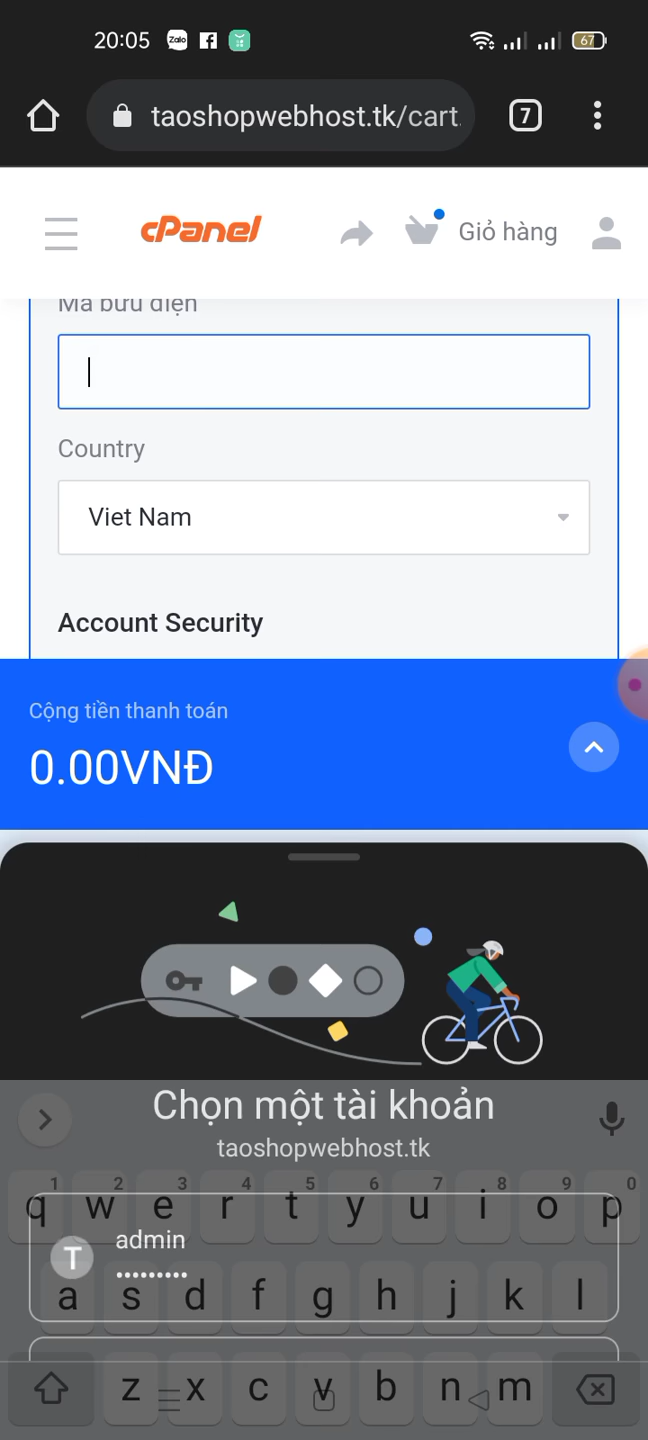 20:05 Zalo 67
taoshopwebhost.tk/cart. 7
cPanel Giỏ hàng
Mã bưu điện
Country
Viet Nam
Account Security
Cộng tiền thanh toán
0.00VNĐ
Chọn một tài khoản
taoshopwebhost.tk
1 2 3 4 5 6 7 8 9 0
q w e r t y u i o p
T admin
•••••••••
a s d f g h j k l
z x c v b n m